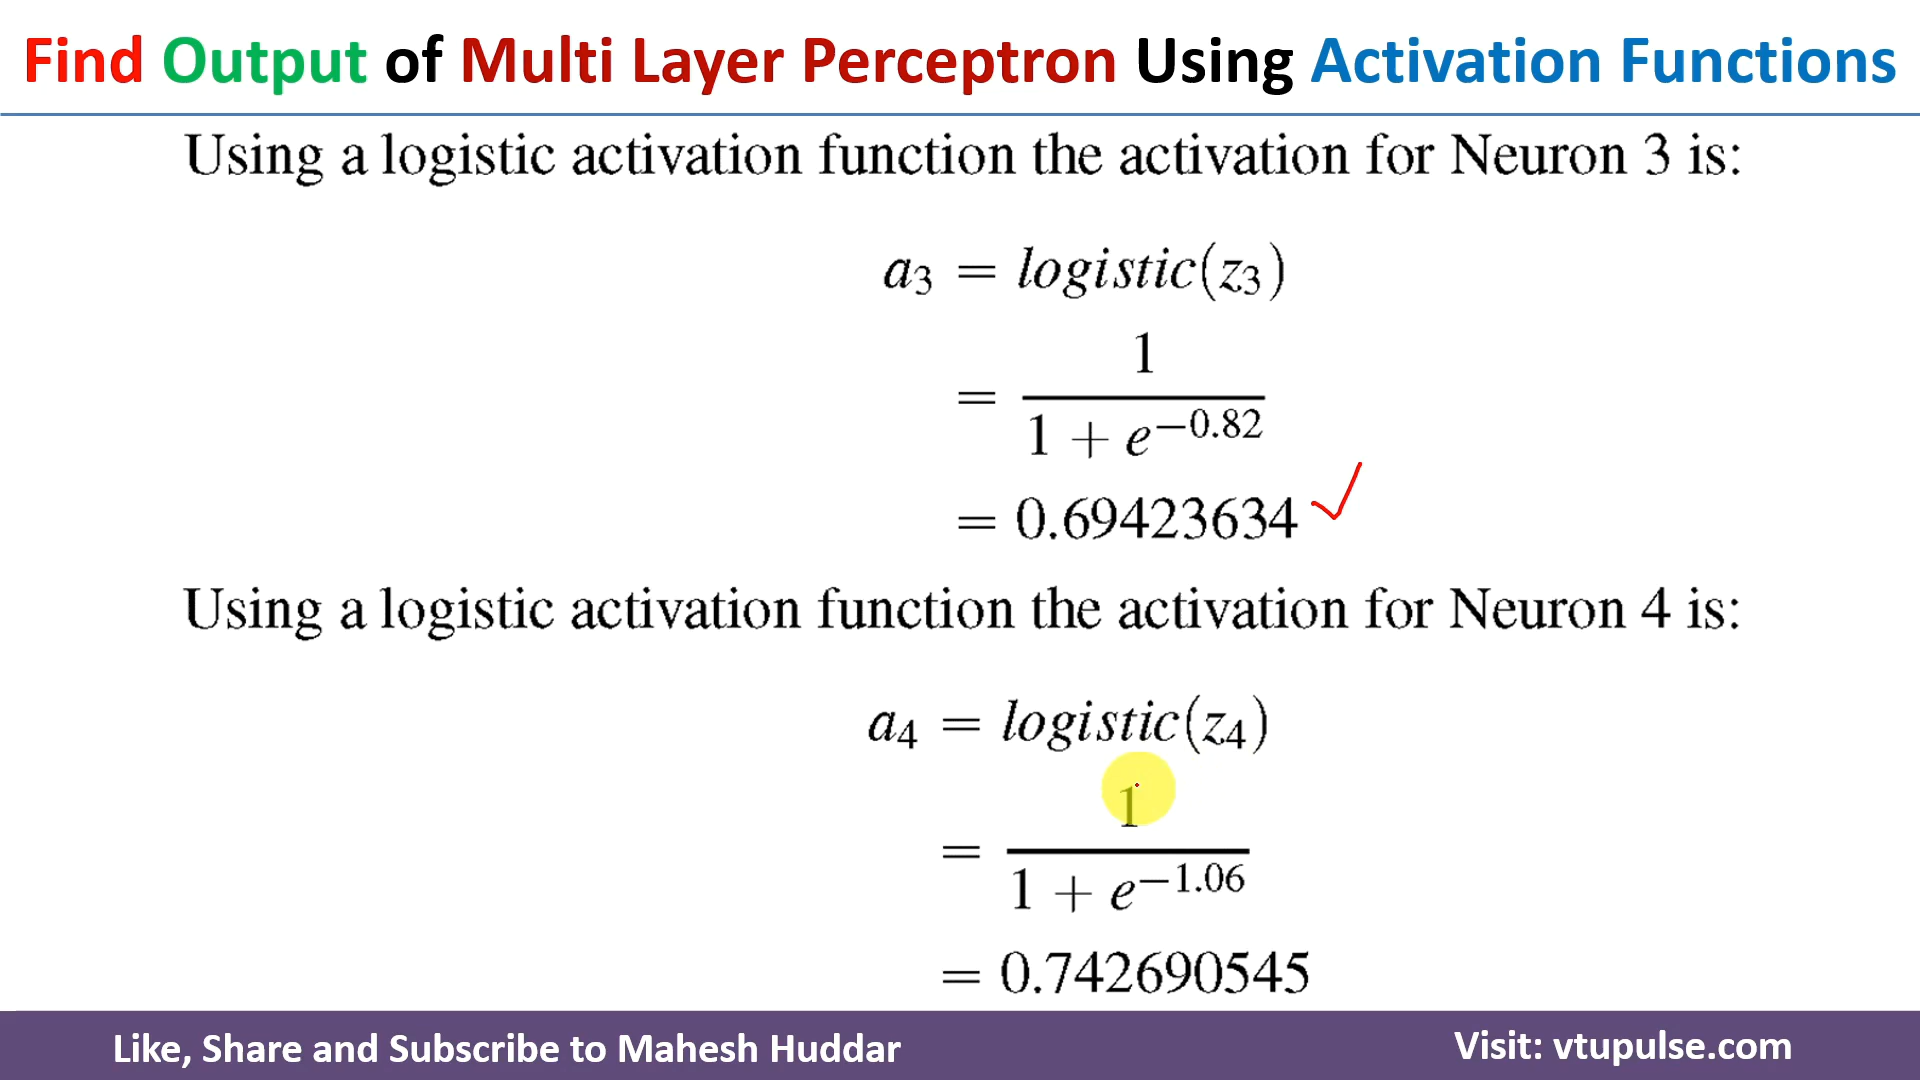 Find Output of Multi Layer Perceptron Using Activation Functions
Using a logistic activation function the activation for Neuron 3 is:
a₃ = logistic(z₃)
= 1 / (1 + e^−0.82)
= 0.69423634
Using a logistic activation function the activation for Neuron 4 is:
a₄ = logistic(z₄)
= 1 / (1 + e^−1.06)
= 0.742690545
Like, Share and Subscribe to Mahesh Huddar
Visit: vtupulse.com